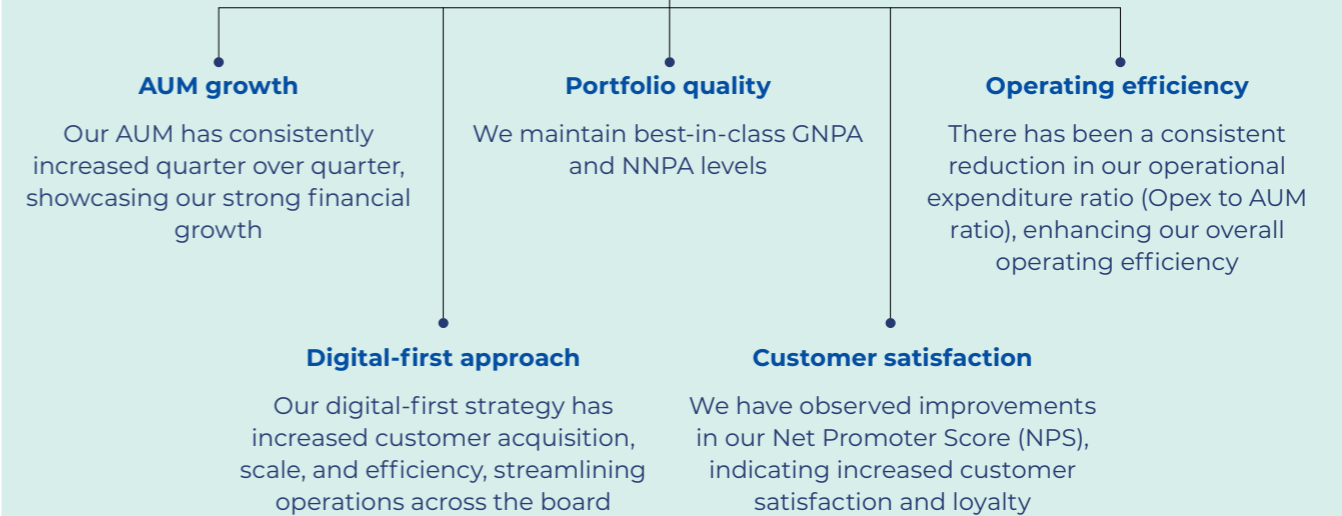 AUM growth
Our AUM has consistently
increased quarter over quarter,
showcasing our strong financial
growth
Portfolio quality
We maintain best-in-class GNPA
and NNPA levels
Operating efficiency
There has been a consistent
reduction in our operational
expenditure ratio (Opex to AUM
ratio), enhancing our overall
operating efficiency
Digital-first approach
Our digital-first strategy has
increased customer acquisition,
scale, and efficiency, streamlining
operations across the board
Customer satisfaction
We have observed improvements
in our Net Promoter Score (NPS),
indicating increased customer
satisfaction and loyalty